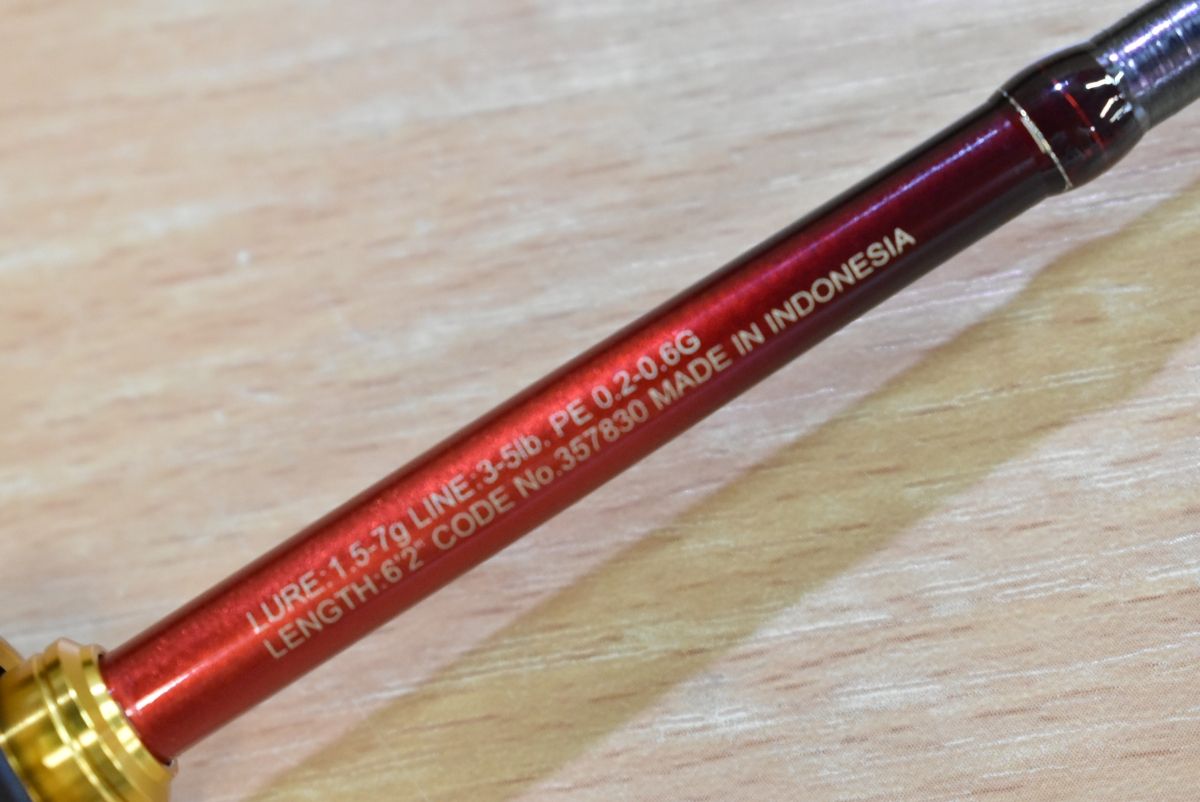 LURE:1.5-7g LINE:3-5lb. PE 0.2-0.6G
LENGTH:6'2" CODE No.357830 MADE IN INDONESIA